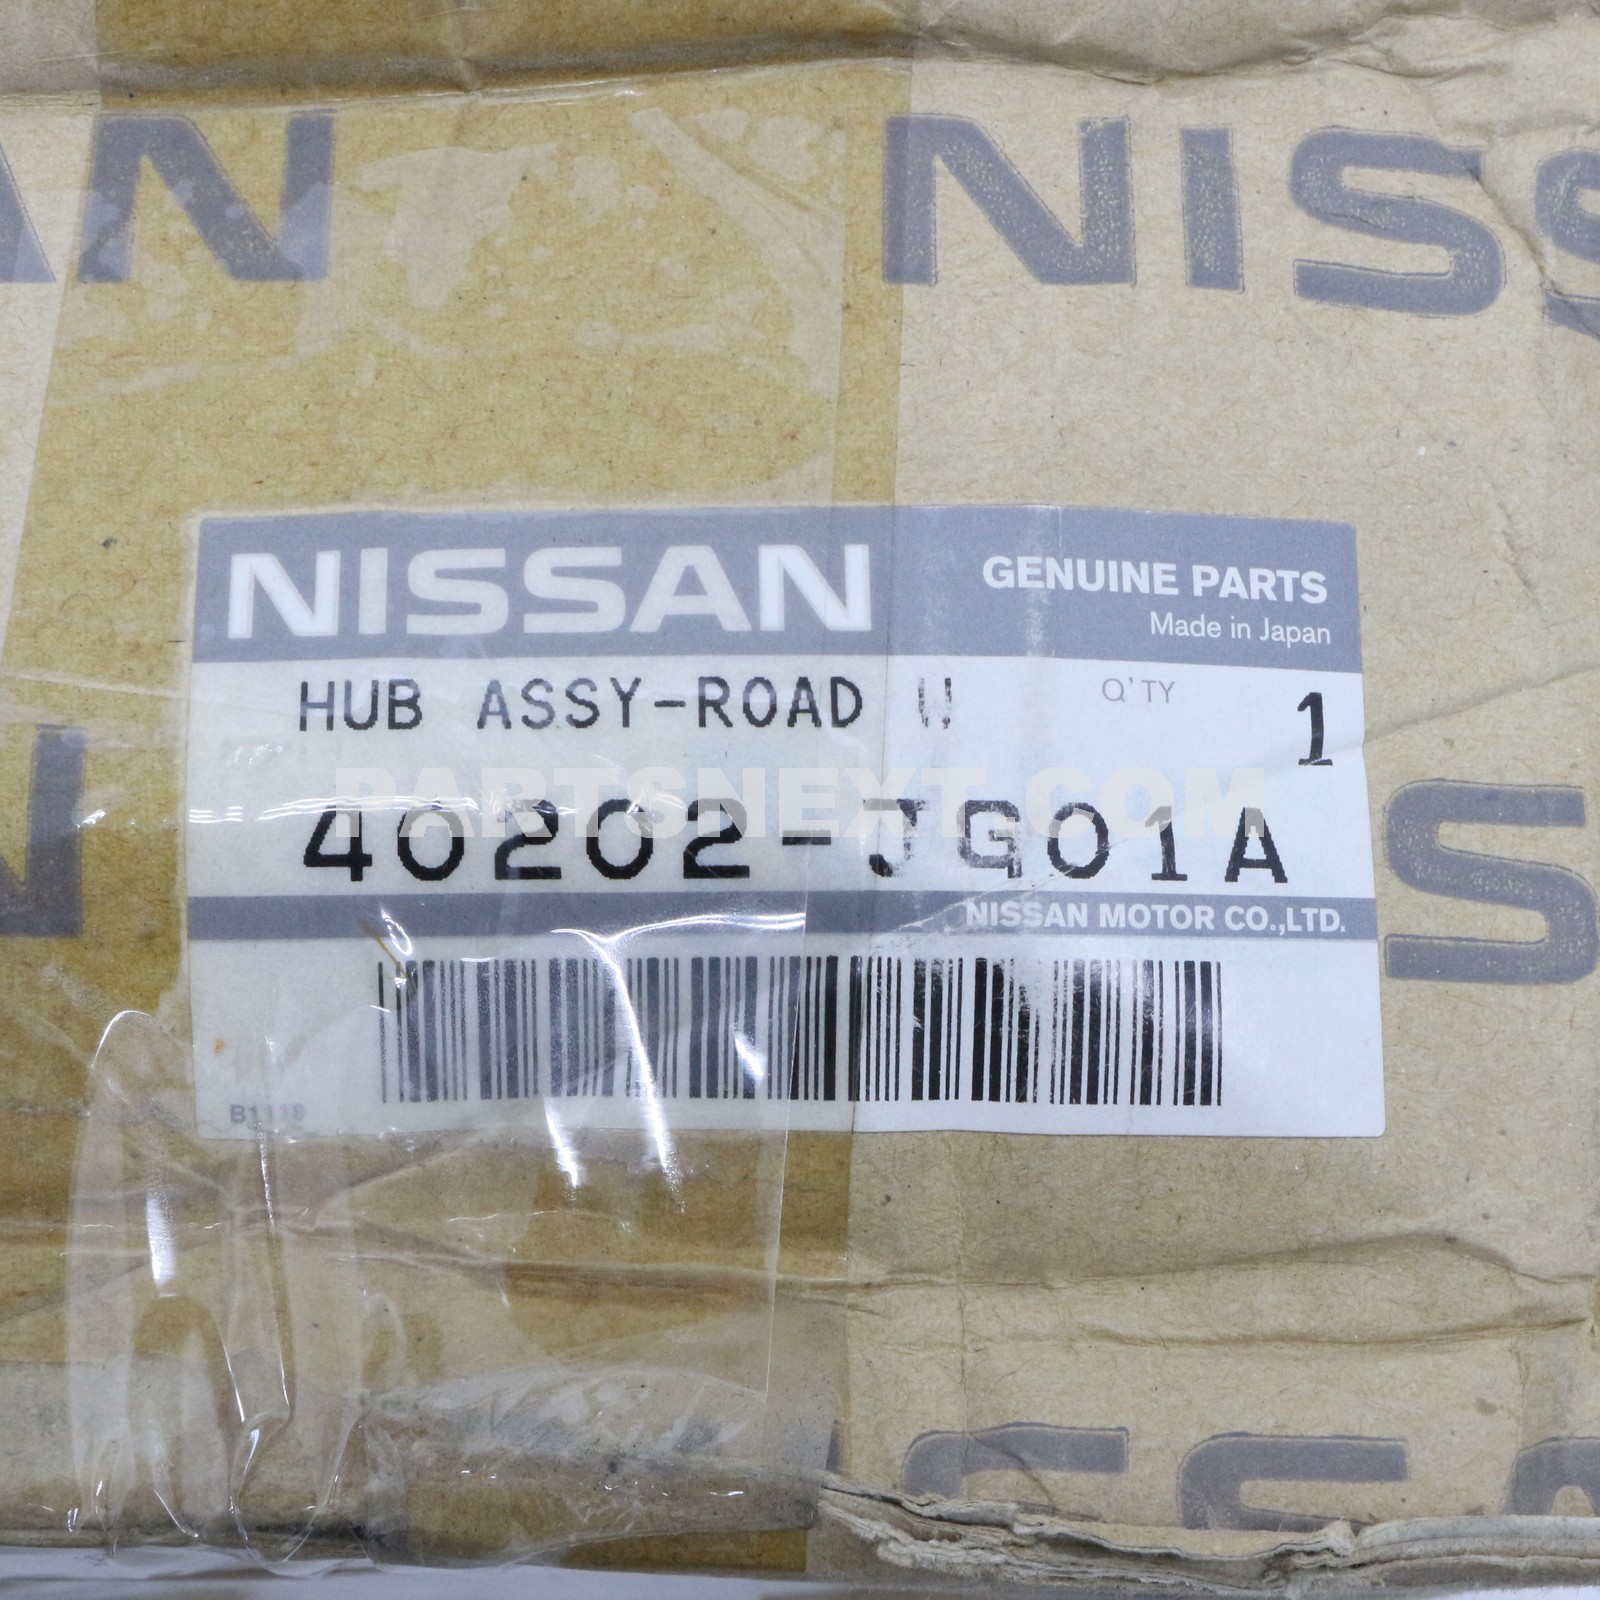 NISSAN
GENUINE PARTS
Made in Japan
HUB ASSY-ROAD W
Q'TY
1
PARTSNEXT.COM
40202-JG01A
NISSAN MOTOR CO.,LTD.
B1118